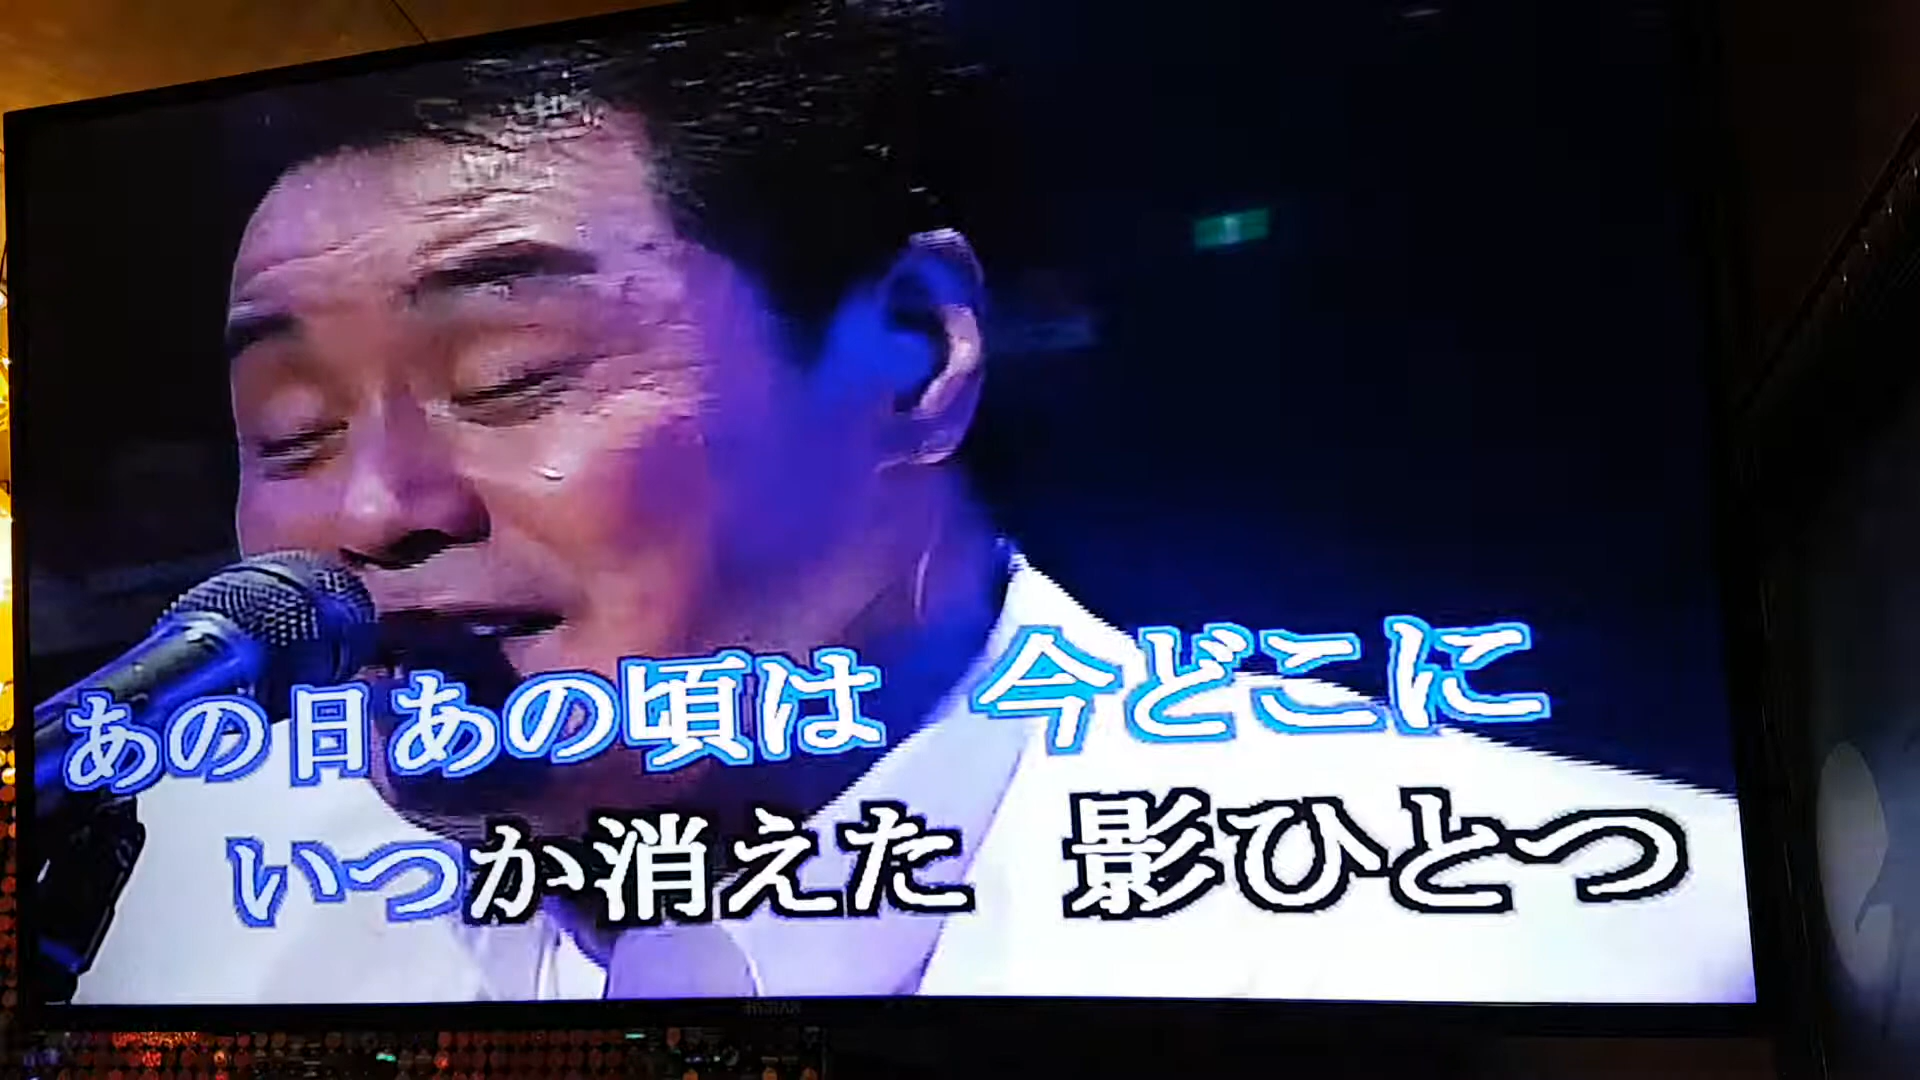 あの日あの頃は 今どこに
いつか消えた 影ひとつ